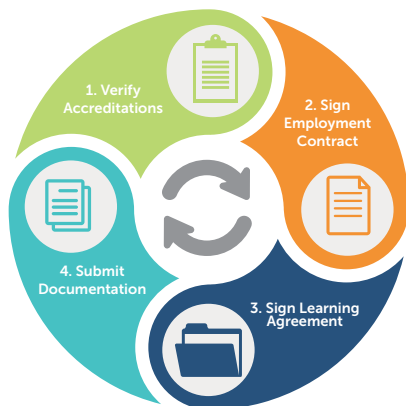 1. Verify
Accreditations
2. Sign
Employment
Contract
3. Sign Learning
Agreement
4. Submit
Documentation